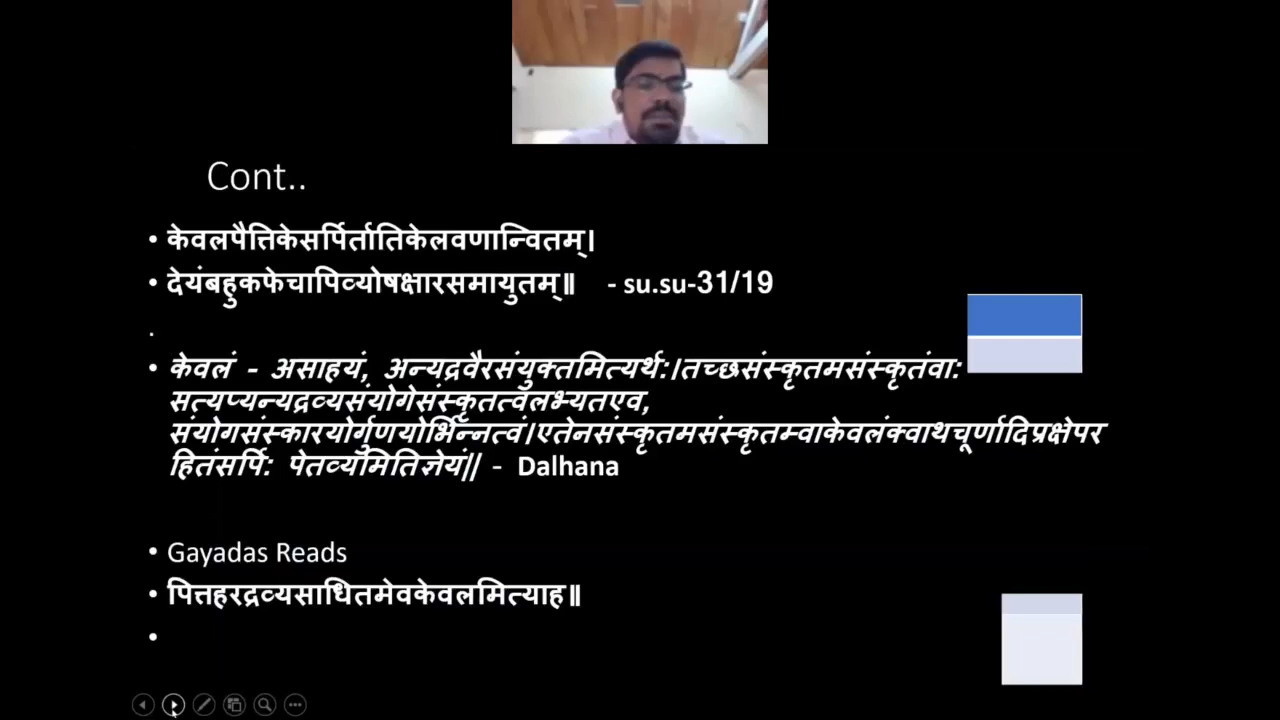 Cont..
• केवलपैत्तिकेसर्पिर्तातिकेलवणान्वितम्।
• देयंबहुकफेचापिव्योषक्षारसमायुतम्॥ - su.su-31/19
.
• केवलं - असाहयं, अन्यद्रवैरसंयुक्तमित्यर्थ:।तच्छसंस्कृतमसंस्कृतंवा:
सत्यप्यन्यद्रव्यसंयोगेसंस्कृतत्वंलभ्यतएव,
संयोगसंस्कारयोर्गुणयोर्भिन्नत्वं।एतेनसंस्कृतमसंस्कृतम्वाकेवलंक्वाथचूर्णादिप्रक्षेपर
हितंसर्पि: पेतव्यमितिज्ञेयं|| - Dalhana
• Gayadas Reads
• पित्तहरद्रव्यसाधितमेवकेवलमित्याह॥
•